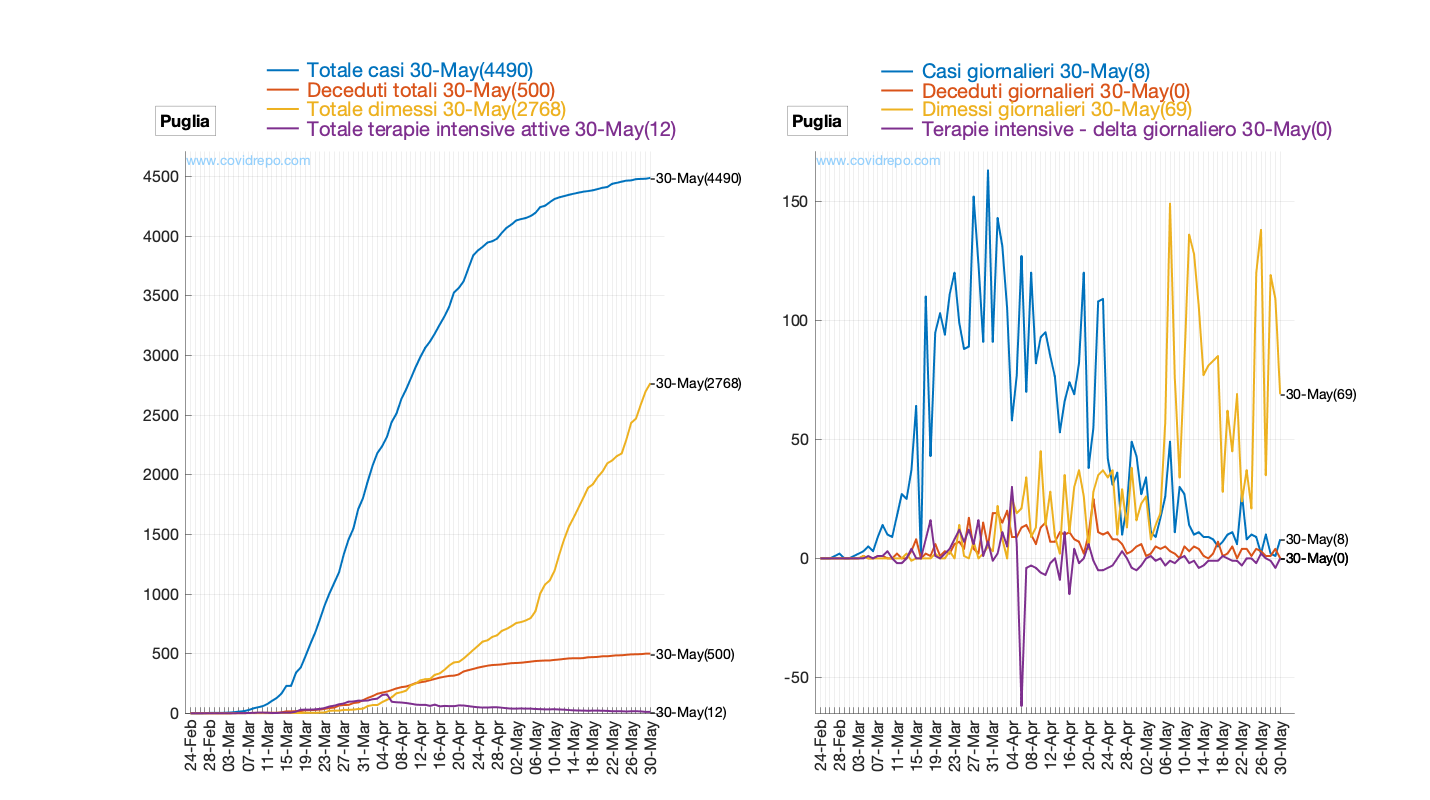 Totale casi 30-May(4490)
Deceduti totali 30-May(500)
Totale dimessi 30-May(2768)
Totale terapie intensive attive 30-May(12)
Puglia
www.covidrepo.com
4500
4000
3500
3000
2500
2000
1500
1000
500
0
30-May(4490)
30-May(2768)
30-May(500)
30-May(12)
24-Feb
28-Feb
03-Mar
07-Mar
11-Mar
15-Mar
19-Mar
23-Mar
27-Mar
31-Mar
04-Apr
08-Apr
12-Apr
16-Apr
20-Apr
24-Apr
28-Apr
02-May
06-May
10-May
14-May
18-May
22-May
26-May
30-May
Casi giornalieri 30-May(8)
Deceduti giornalieri 30-May(0)
Dimessi giornalieri 30-May(69)
Terapie intensive - delta giornaliero 30-May(0)
Puglia
www.covidrepo.com
150
100
50
0
-50
30-May(69)
30-May(8)
30-May(0)
24-Feb
28-Feb
03-Mar
07-Mar
11-Mar
15-Mar
19-Mar
23-Mar
27-Mar
31-Mar
04-Apr
08-Apr
12-Apr
16-Apr
20-Apr
24-Apr
28-Apr
02-May
06-May
10-May
14-May
18-May
22-May
26-May
30-May